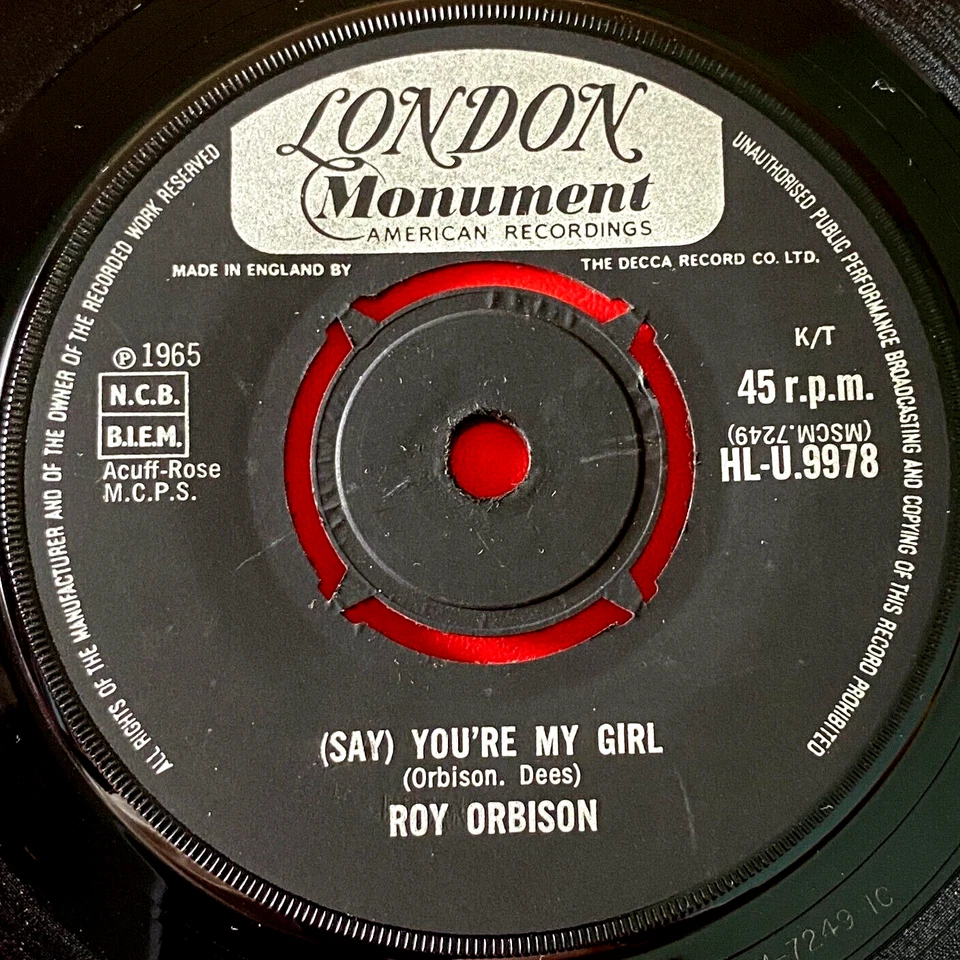 LONDON
Monument
AMERICAN RECORDINGS
MADE IN ENGLAND BY THE DECCA RECORD CO. LTD.
ALL RIGHTS OF THE MANUFACTURER AND OF THE OWNER OF THE RECORDED WORK RESERVED
UNAUTHORISED PUBLIC PERFORMANCE BROADCASTING AND COPYING OF THIS RECORD PROHIBITED
℗ 1965
N.C.B.
B.I.E.M.
Acuff-Rose
M.C.P.S.
K/T
45 r.p.m.
(MSCM.7249)
HL-U.9978
(SAY) YOU'RE MY GIRL
(Orbison. Dees)
ROY ORBISON
-7249 1C